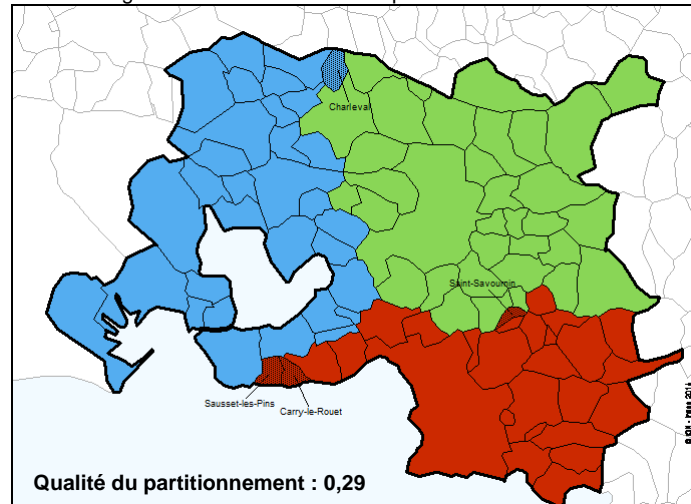 Charleval
Saint-Savournin
Sausset-les-Pins
Carry-le-Rouet
Qualité du partitionnement : 0,29